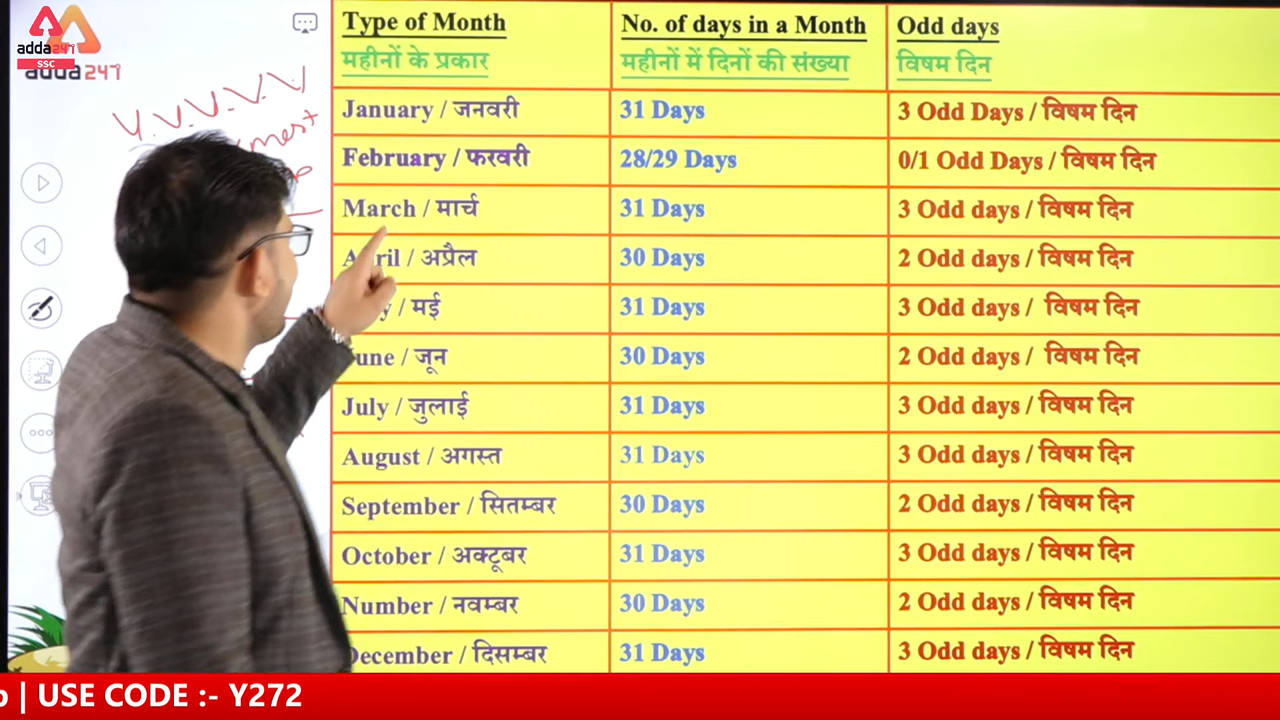 adda247
SSC
adda247
Y.V.V.V.V
Type of Month No. of days in a Month Odd days
महीनों के प्रकार महीनों में दिनों की संख्या विषम दिन
January / जनवरी 31 Days 3 Odd Days / विषम दिन
February / फरवरी 28/29 Days 0/1 Odd Days / विषम दिन
March / मार्च 31 Days 3 Odd days / विषम दिन
/ अप्रैल 30 Days 2 Odd days / विषम दिन
/ मई 31 Days 3 Odd days / विषम दिन
June / जून 30 Days 2 Odd days / विषम दिन
July / जुलाई 31 Days 3 Odd days / विषम दिन
August / अगस्त 31 Days 3 Odd days / विषम दिन
September / सितम्बर 30 Days 2 Odd days / विषम दिन
October / अक्टूबर 31 Days 3 Odd days / विषम दिन
Number / नवम्बर 30 Days 2 Odd days / विषम दिन
December / दिसम्बर 31 Days 3 Odd days / विषम दिन
| USE CODE :- Y272